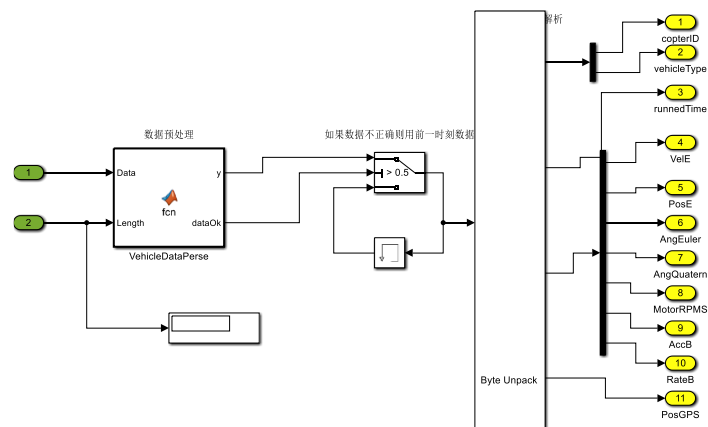 解析
1
copterID
2
vehicleType
3
runnedTime
数据预处理
如果数据不正确则用前一时刻数据
4
VelE
1
Data
y
> 0.5
5
PosE
fcn
2
Length
dataOk
6
AngEuler
VehicleDataPerse
7
AngQuatern
8
MotorRPMS
9
AccB
10
RateB
Byte Unpack
11
PosGPS